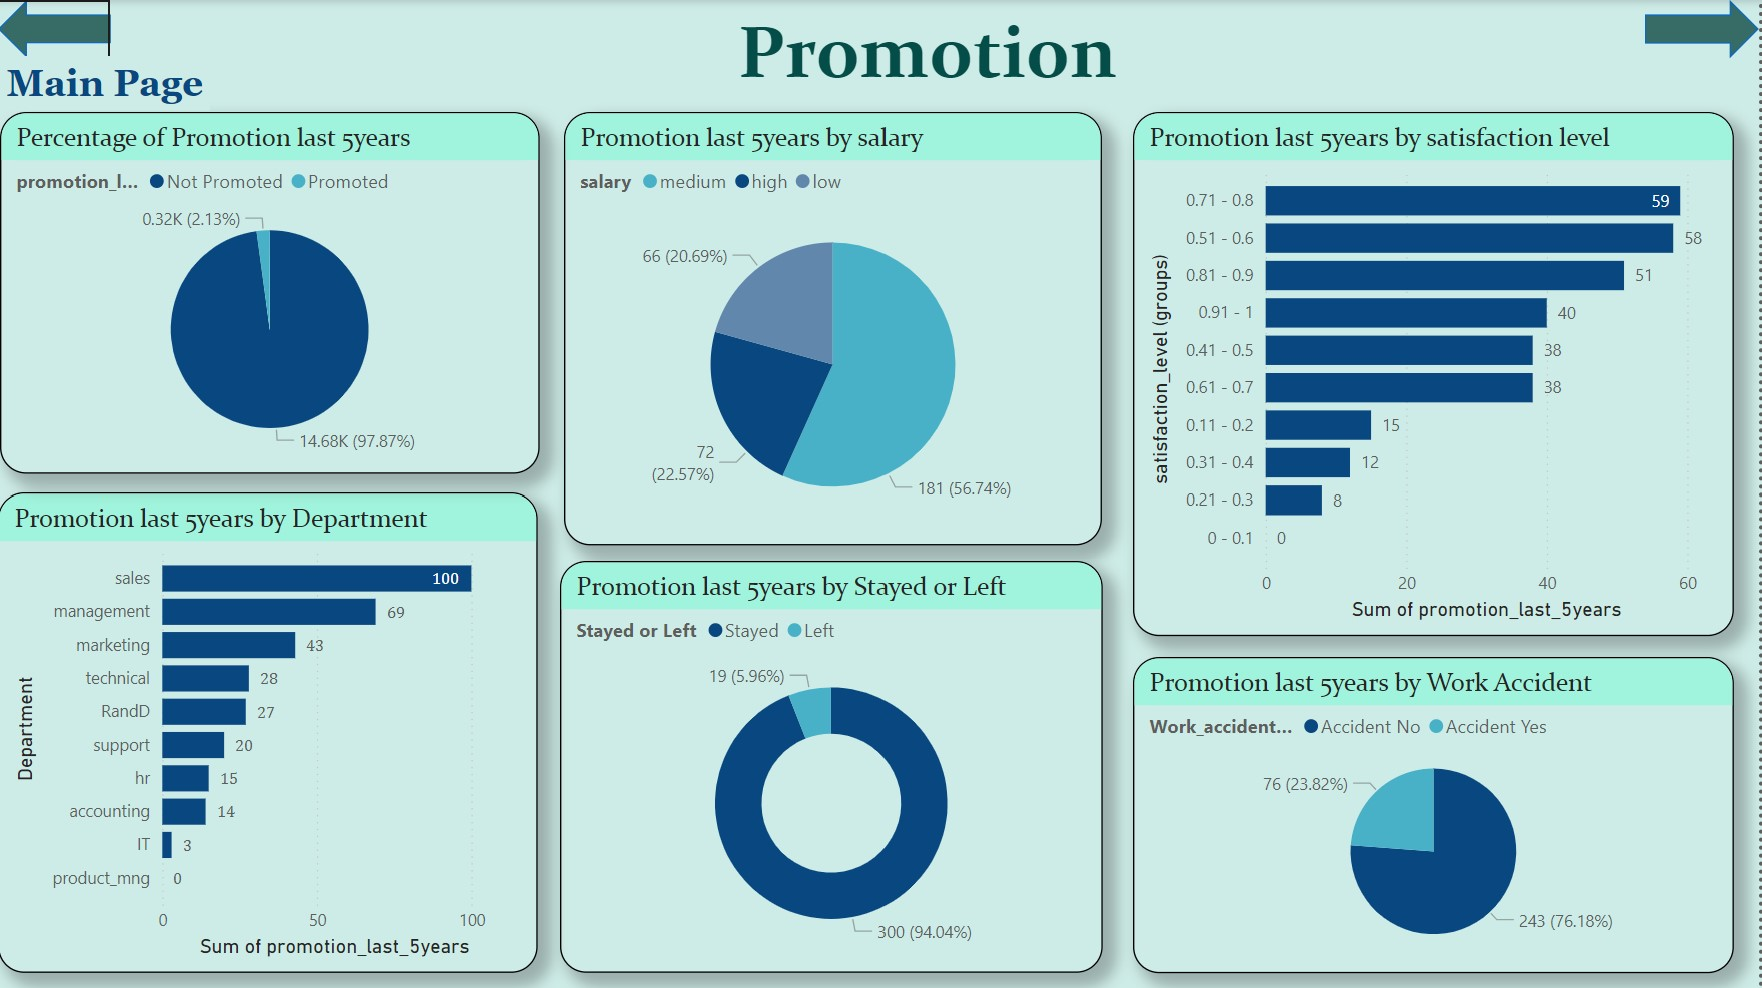 Promotion
Main Page
Percentage of Promotion last 5years
promotion_l... Not Promoted Promoted
0.32K (2.13%)
14.68K (97.87%)
Promotion last 5years by Department
Department
sales 100
management 69
marketing 43
technical 28
RandD 27
support 20
hr 15
accounting 14
IT 3
product_mng 0
0 50 100
Sum of promotion_last_5years
Promotion last 5years by salary
salary medium high low
66 (20.69%)
72
(22.57%)
181 (56.74%)
Promotion last 5years by Stayed or Left
Stayed or Left Stayed Left
19 (5.96%)
300 (94.04%)
Promotion last 5years by satisfaction level
satisfaction_level (groups)
0.71 - 0.8 59
0.51 - 0.6 58
0.81 - 0.9 51
0.91 - 1 40
0.41 - 0.5 38
0.61 - 0.7 38
0.11 - 0.2 15
0.31 - 0.4 12
0.21 - 0.3 8
0 - 0.1 0
0 20 40 60
Sum of promotion_last_5years
Promotion last 5years by Work Accident
Work_accident... Accident No Accident Yes
76 (23.82%)
243 (76.18%)